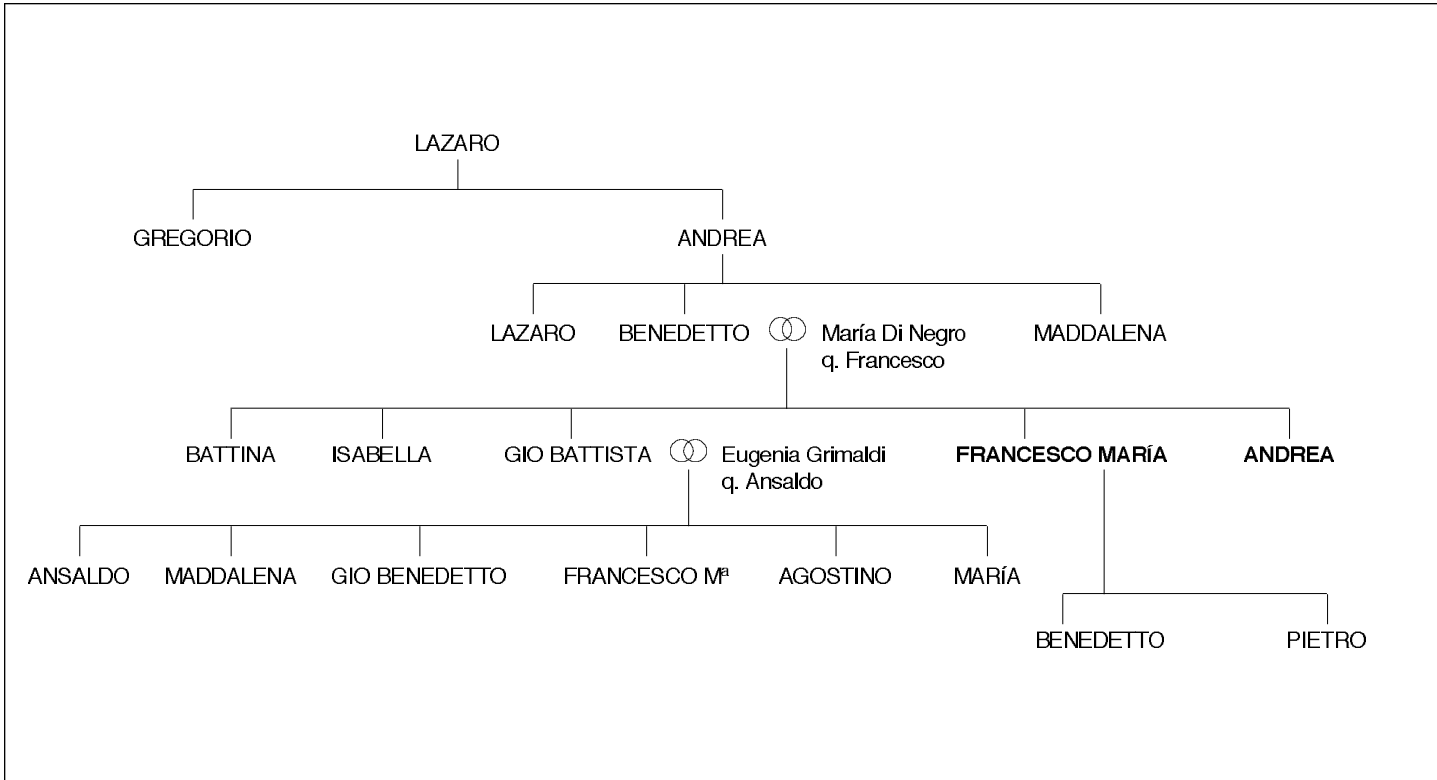 LAZARO
GREGORIO ANDREA
LAZARO BENEDETTO María Di Negro MADDALENA
q. Francesco
BATTINA ISABELLA GIO BATTISTA Eugenia Grimaldi FRANCESCO MARÍA ANDREA
q. Ansaldo
ANSALDO MADDALENA GIO BENEDETTO FRANCESCO Mª AGOSTINO MARÍA
BENEDETTO PIETRO